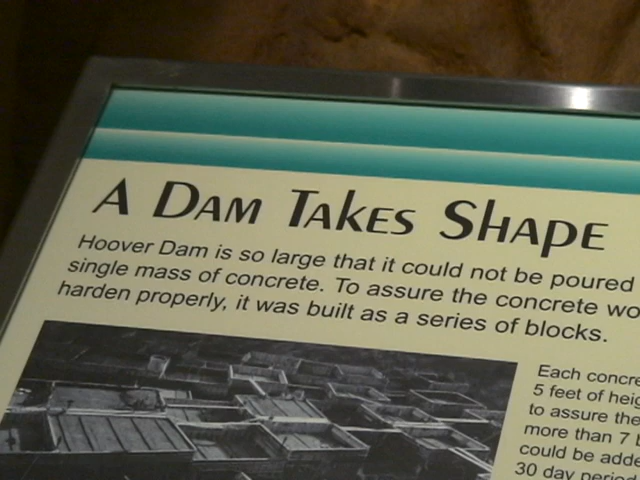 A DAM TAKES SHAPE
Hoover Dam is so large that it could not be poured
single mass of concrete. To assure the concrete wo
harden properly, it was built as a series of blocks.
Each concre
5 feet of heig
to assure the
more than 7 b
could be adde
30 day period